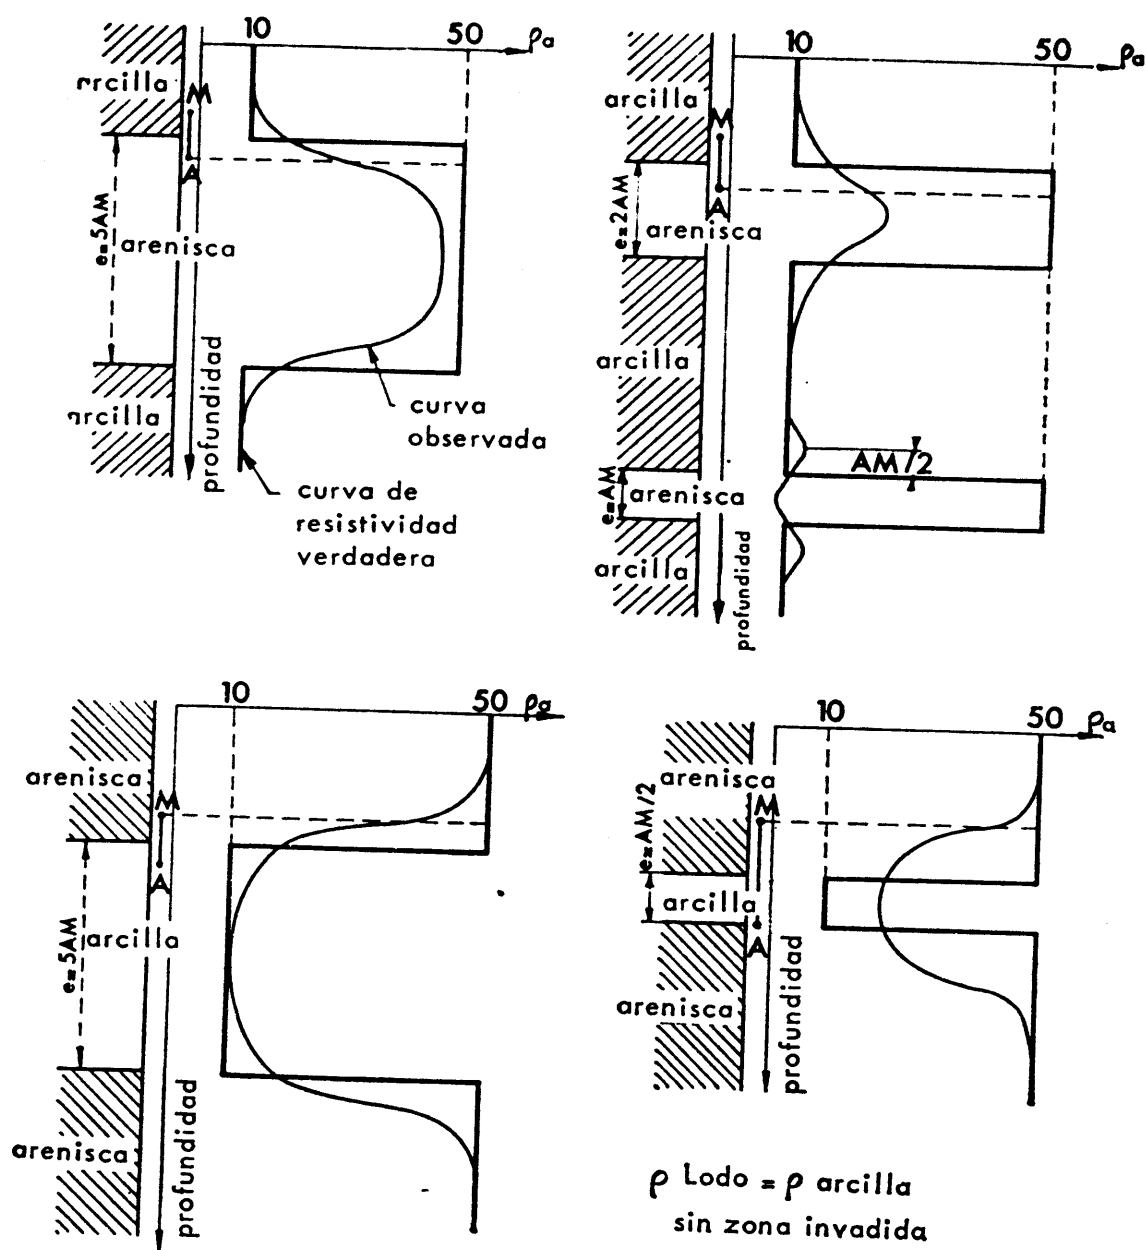 10
50
ρa
arcilla
M
A
e=5AM
arenisca
profundidad
arcilla
curva
observada
curva de
resistividad
verdadera
10
50
ρa
arcilla
M
A
e=2AM
arenisca
arcilla
AM/2
e=AM
arenisca
arcilla
profundidad
10
50
ρa
arenisca
M
A
e=5AM
arcilla
arenisca
profundidad
10
50
ρa
arenisca
M
e=AM/2
arcilla
A
arenisca
profundidad
ρ Lodo = ρ arcilla
sin zona invadida